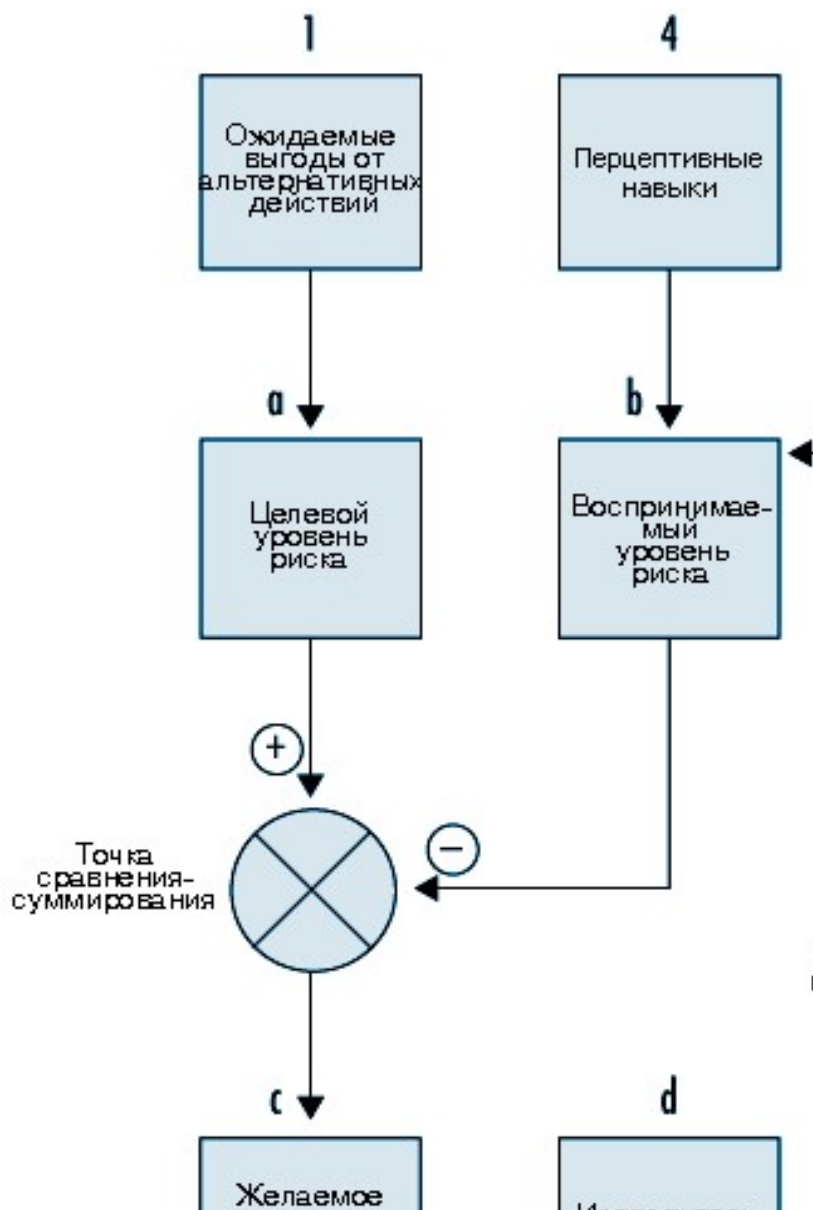 1
4
Ожидаемые
выгоды от
альтернативных
действий
Перцептивные
навыки
a
b
Целевой
уровень
риска
Воспринимае-
мый
уровень
риска
+
−
Точка
сравнения-
суммирования
c
d
Желаемое